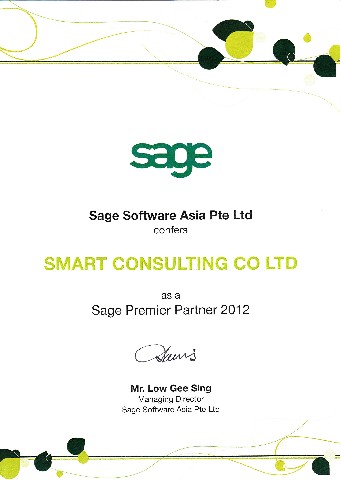 sage
Sage Software Asia Pte Ltd
confers
SMART CONSULTING CO LTD
as a
Sage Premier Partner 2012
Mr. Low Gee Sing
Managing Director
Sage Software Asia Pte Ltd